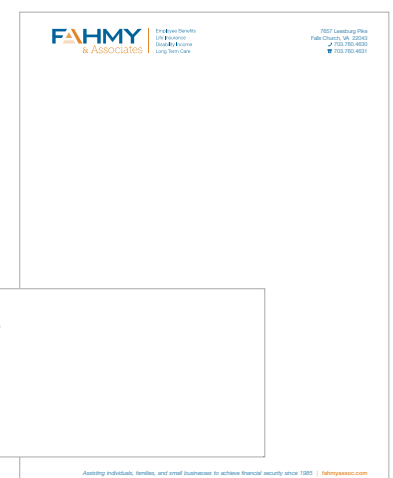 FAHMY
& Associates
Employee Benefits
Life Insurance
Disability Income
Long Term Care
7857 Leesburg Pike
Falls Church, VA 22043
703.760.4630
703.760.4631
Assisting individuals, families, and small businesses to achieve financial security since 1985 | fahmyassoc.com